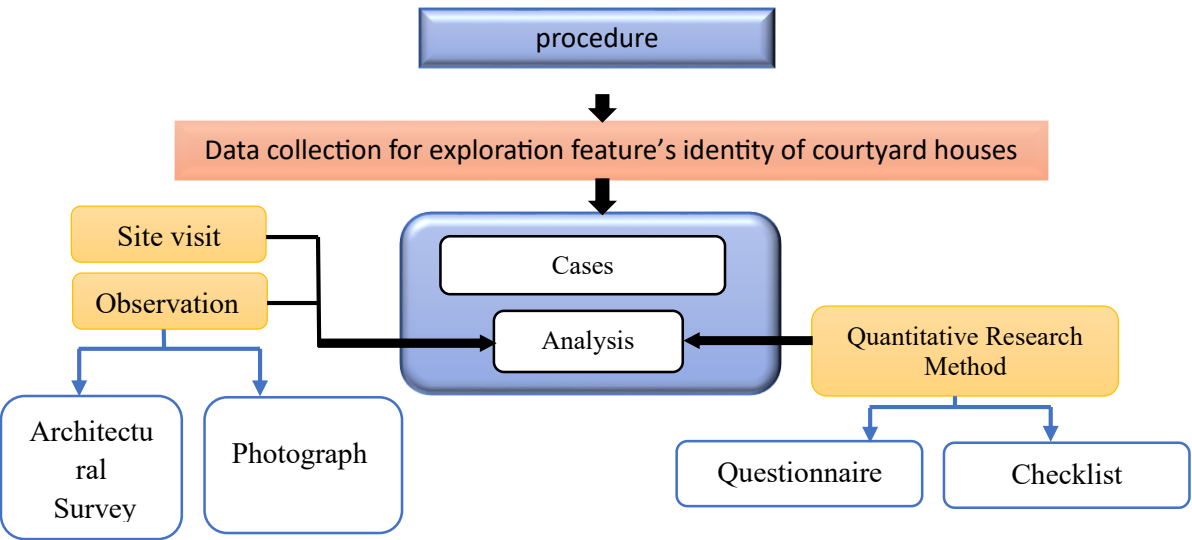 procedure
Data collection for exploration feature’s identity of courtyard houses
Site visit
Observation
Cases
Analysis
Quantitative Research
Method
Architectu
ral
Survey
Photograph
Questionnaire
Checklist